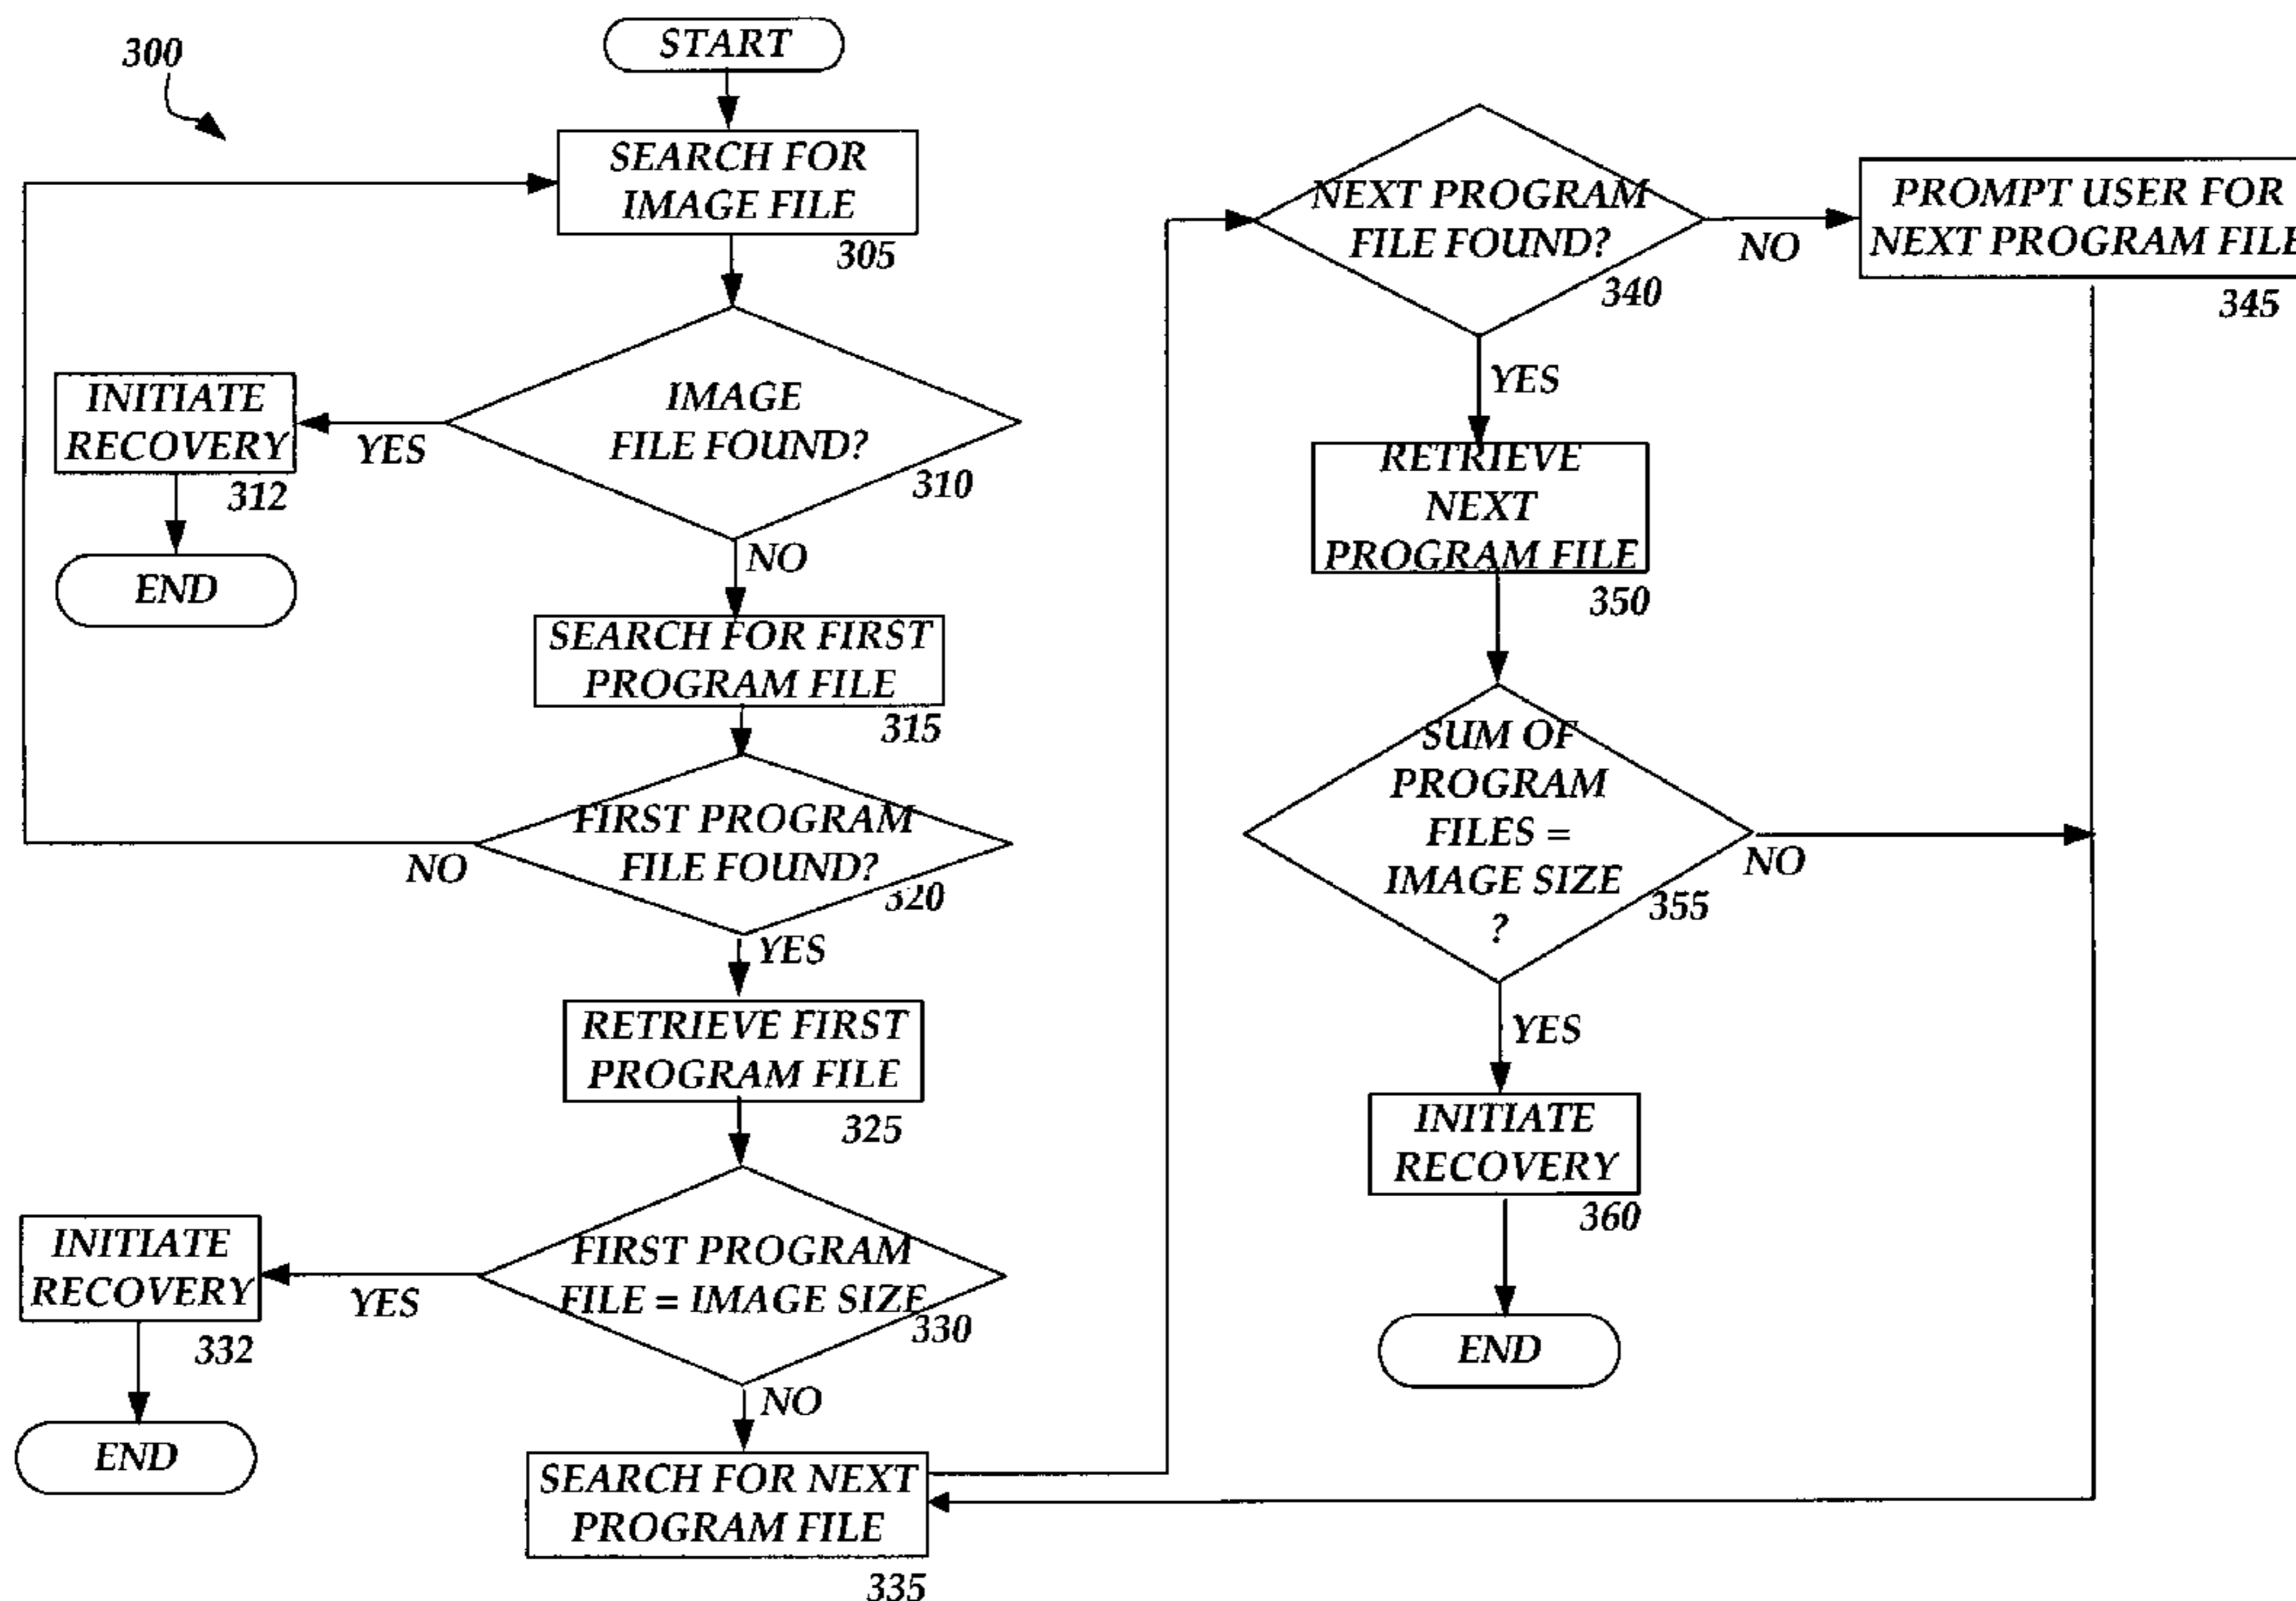 300
START
SEARCH FOR
IMAGE FILE
305
IMAGE
FILE FOUND?
310
YES
INITIATE
RECOVERY
312
END
NO
SEARCH FOR FIRST
PROGRAM FILE
315
FIRST PROGRAM
FILE FOUND?
320
NO
YES
RETRIEVE FIRST
PROGRAM FILE
325
FIRST PROGRAM
FILE = IMAGE SIZE
330
YES
INITIATE
RECOVERY
332
END
NO
SEARCH FOR NEXT
PROGRAM FILE
335
NEXT PROGRAM
FILE FOUND?
340
NO
PROMPT USER FOR
NEXT PROGRAM FILE
345
YES
RETRIEVE
NEXT
PROGRAM FILE
350
SUM OF
PROGRAM
FILES =
IMAGE SIZE
?
355
NO
YES
INITIATE
RECOVERY
360
END